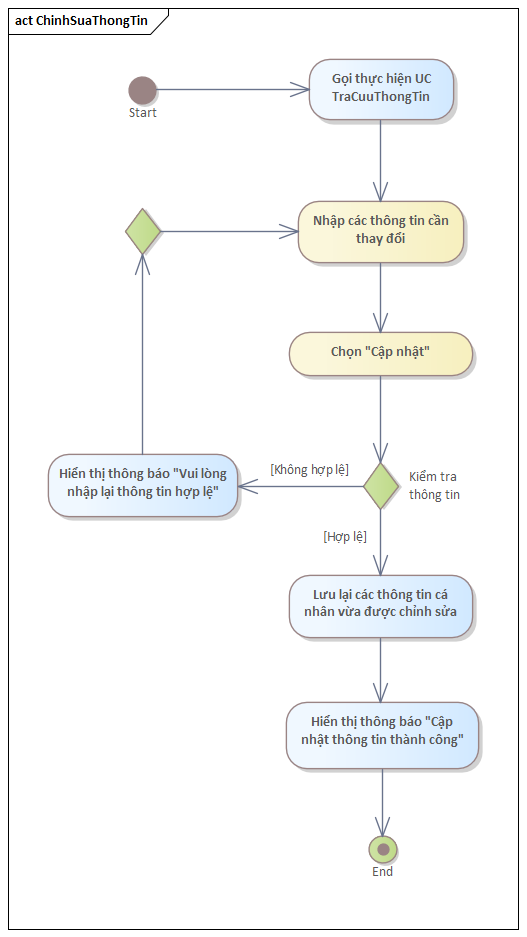 act ChinhSuaThongTin
Gọi thực hiện UC
TraCuuThongTin
Start
Nhập các thông tin cần
thay đổi
Chọn "Cập nhật"
Hiển thị thông báo "Vui lòng
nhập lại thông tin hợp lệ"
[Không hợp lệ]
Kiểm tra
thông tin
[Hợp lệ]
Lưu lại các thông tin cá
nhân vừa được chỉnh sửa
Hiển thị thông báo "Cập
nhật thông tin thành công"
End